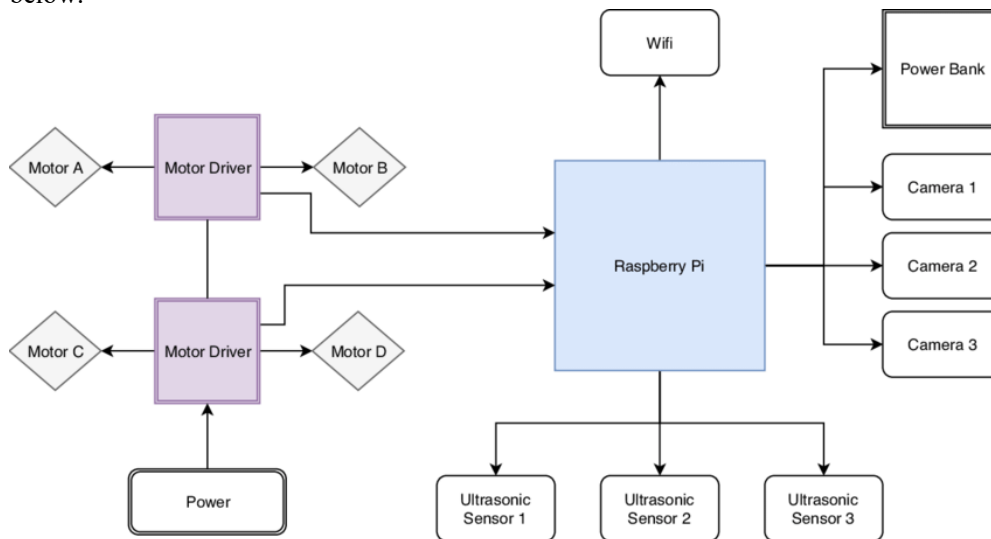 below.
Wifi
Power Bank
Motor A
Motor Driver
Motor B
Camera 1
Raspberry Pi
Camera 2
Motor C
Motor Driver
Motor D
Camera 3
Power
Ultrasonic
Sensor 1
Ultrasonic
Sensor 2
Ultrasonic
Sensor 3